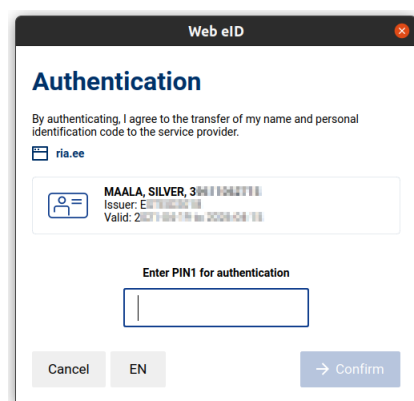 Web eID
Authentication
By authenticating, I agree to the transfer of my name and personal
identification code to the service provider.
ria.ee
MAALA, SILVER,
Issuer:
Valid:
Enter PIN1 for authentication
Cancel
EN
→ Confirm